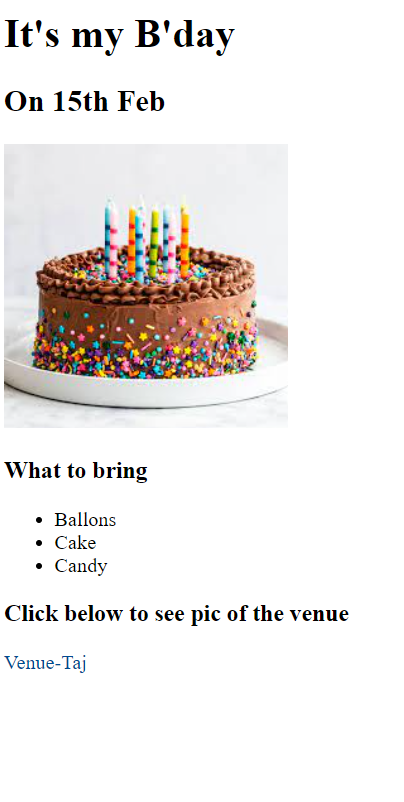 It's my B'day
On 15th Feb
What to bring
Ballons
Cake
Candy
Click below to see pic of the venue
Venue-Taj